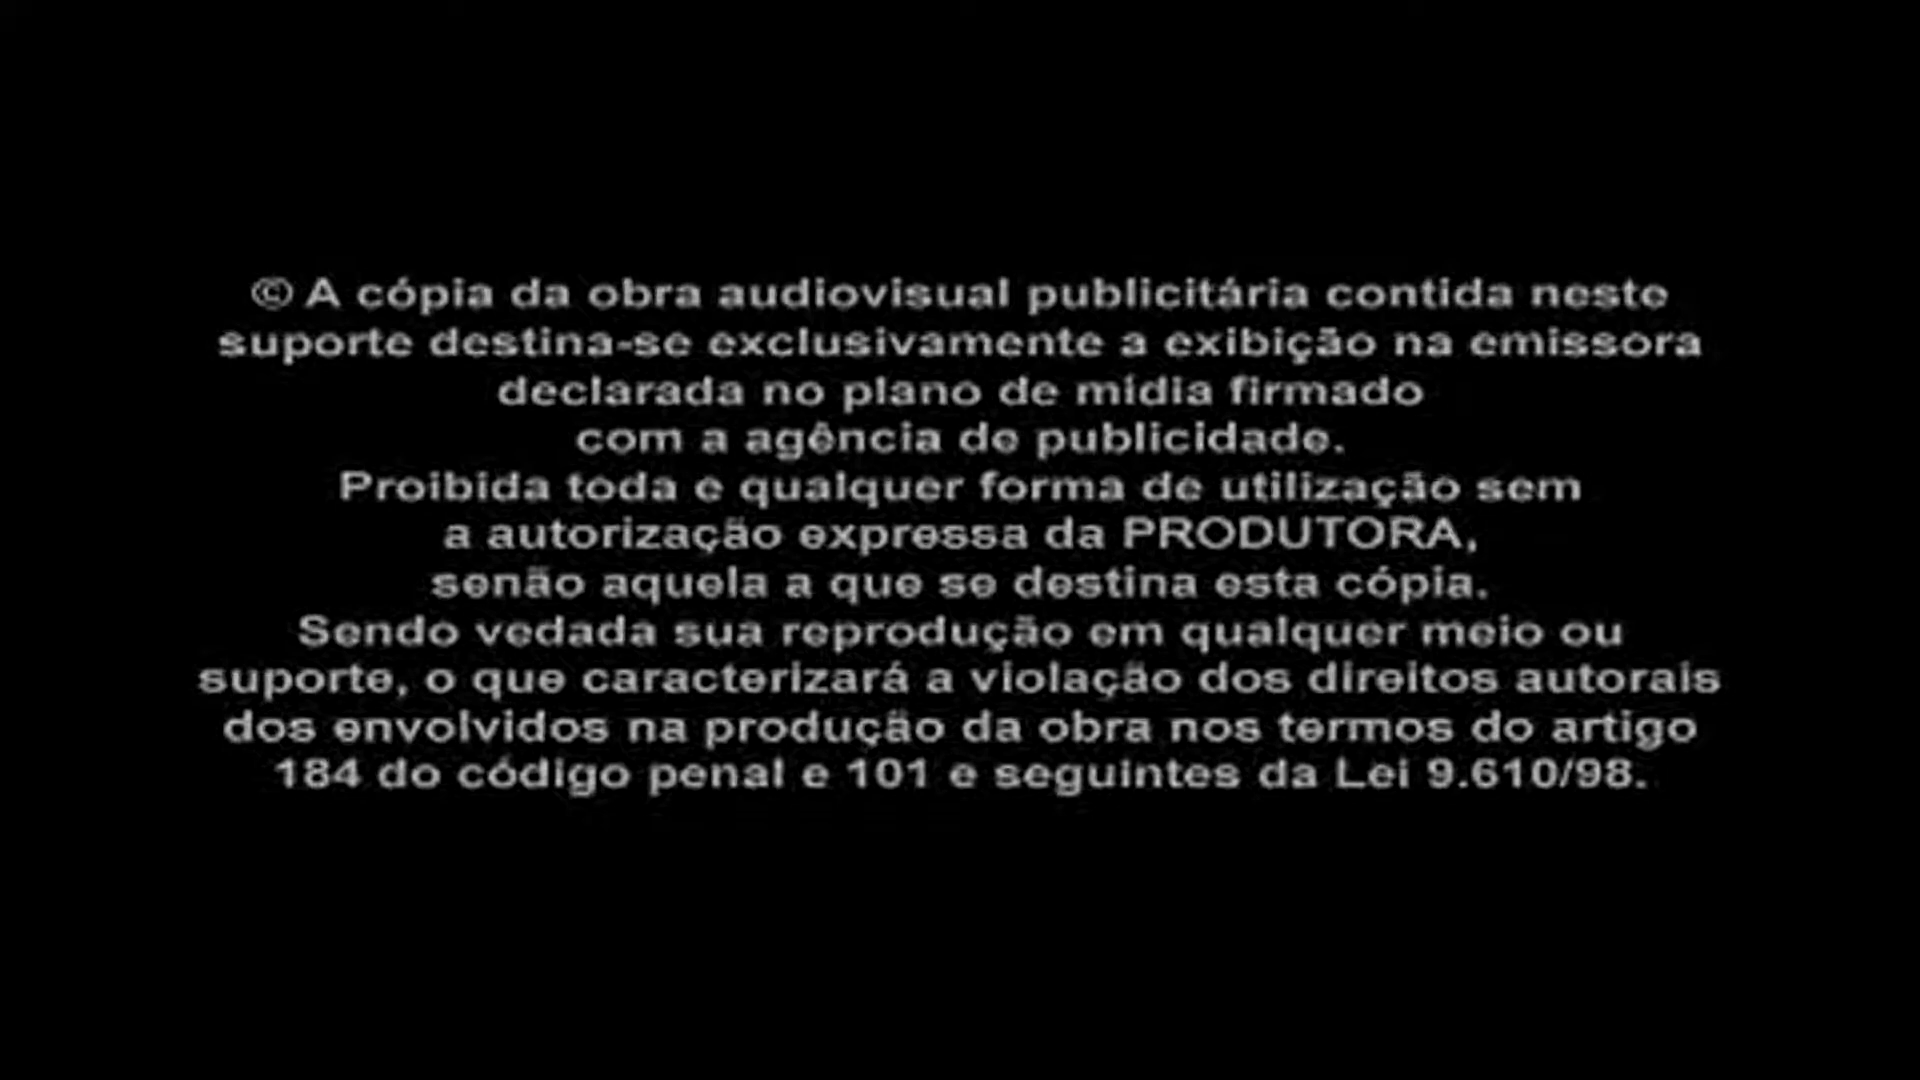 © A cópia da obra audiovisual publicitária contida neste
suporte destina-se exclusivamente a exibição na emissora
declarada no plano de mídia firmado
com a agência de publicidade.
Proibida toda e qualquer forma de utilização sem
a autorização expressa da PRODUTORA,
senão aquela a que se destina esta cópia.
Sendo vedada sua reprodução em qualquer meio ou
suporte, o que caracterizará a violação dos direitos autorais
dos envolvidos na produção da obra nos termos do artigo
184 do código penal e 101 e seguintes da Lei 9.610/98.